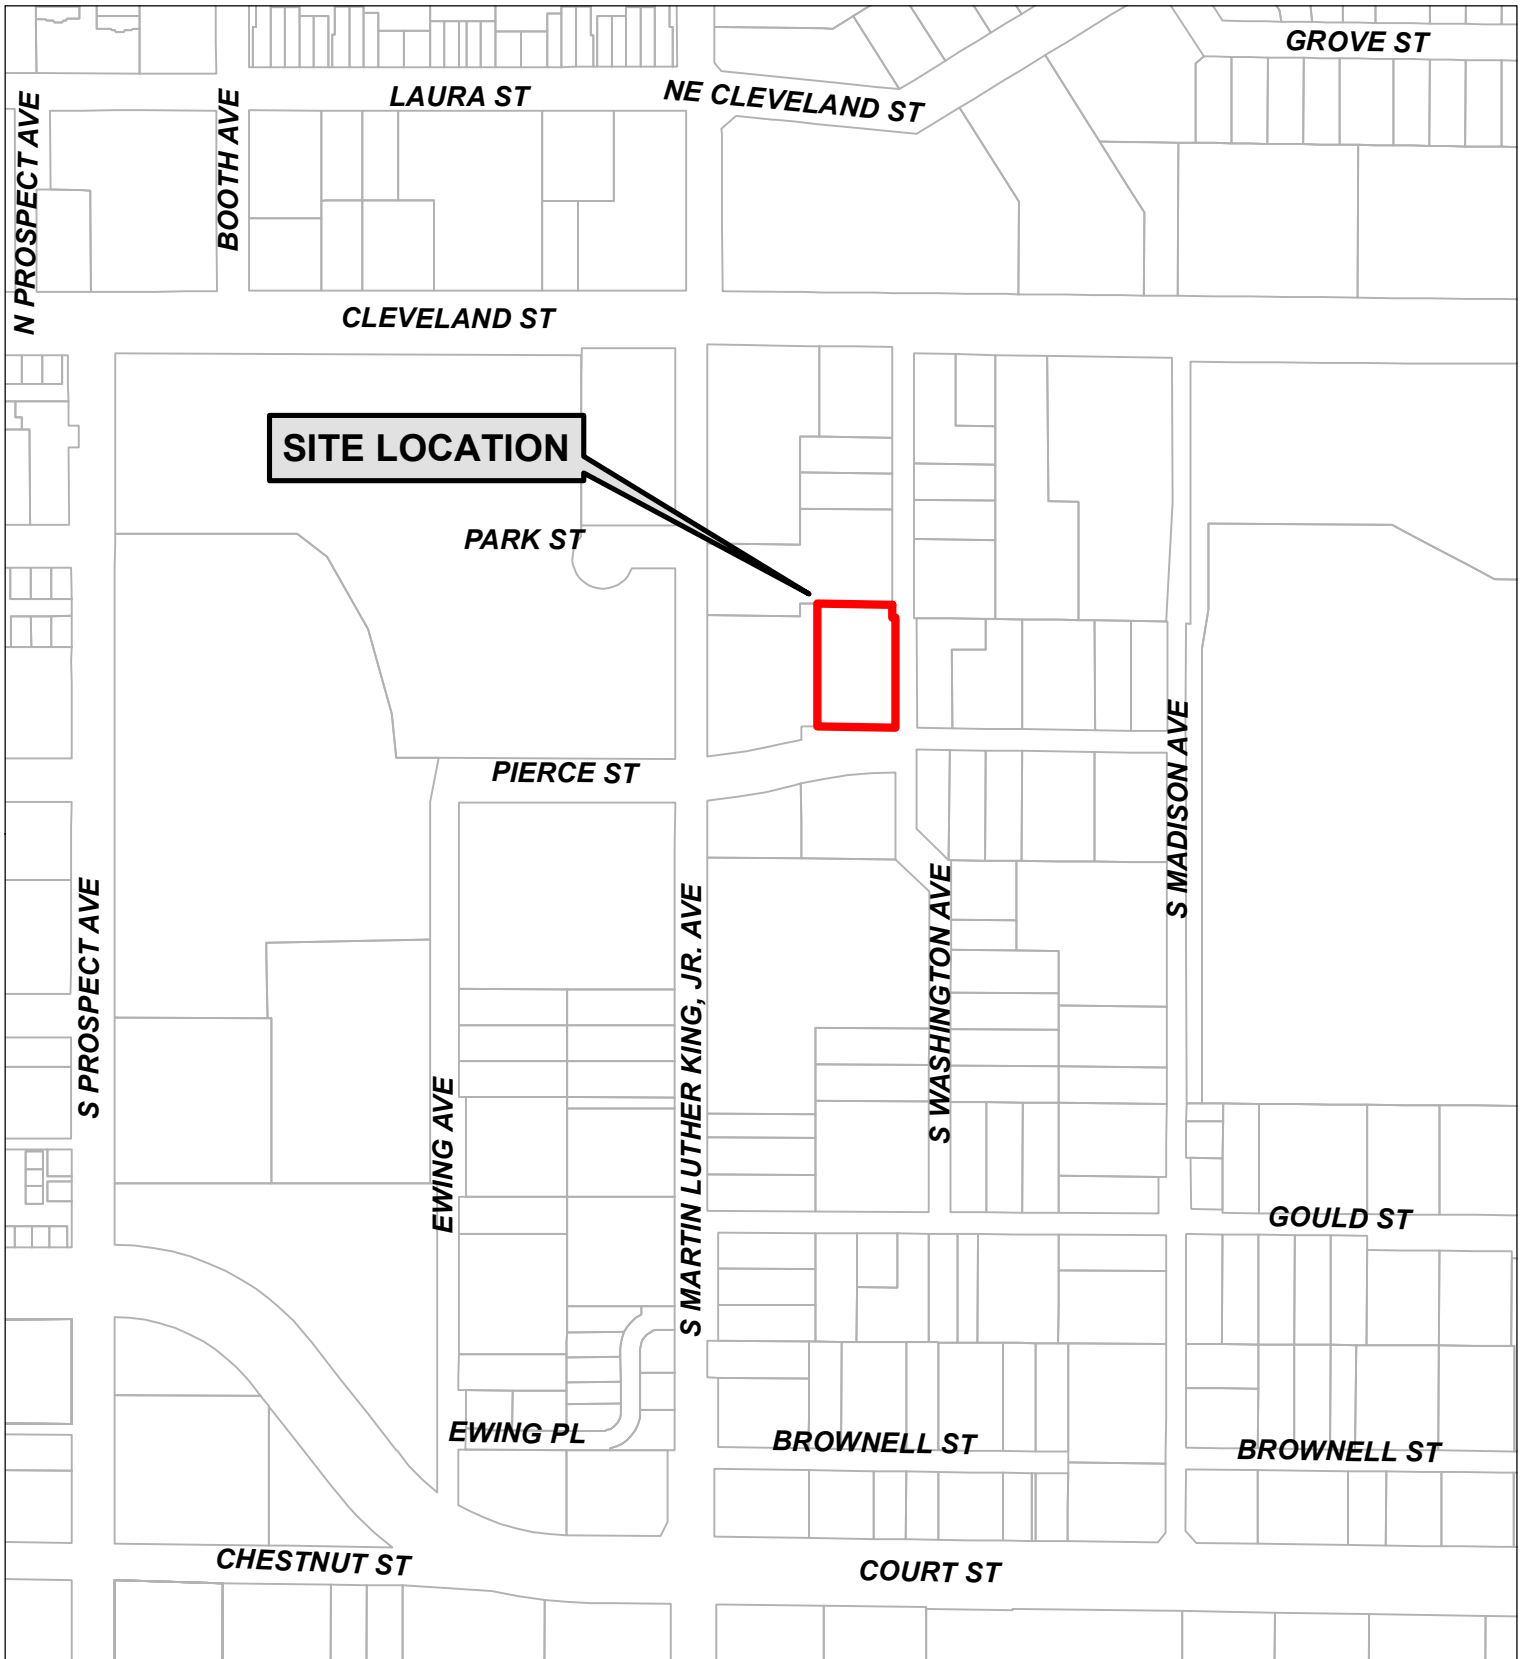 GROVE ST
LAURA ST
NE CLEVELAND ST
N PROSPECT AVE
BOOTH AVE
CLEVELAND ST
SITE LOCATION
PARK ST
PIERCE ST
S MADISON AVE
S PROSPECT AVE
S MARTIN LUTHER KING, JR. AVE
S WASHINGTON AVE
EWING AVE
GOULD ST
EWING PL
BROWNELL ST
BROWNELL ST
CHESTNUT ST
COURT ST